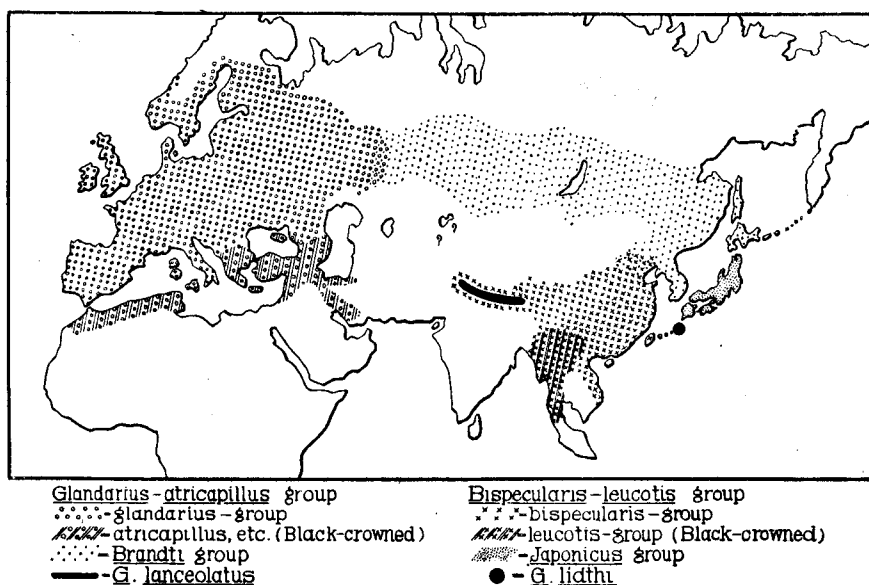 Glandarius-atricapillus group
-glandarius-group
-atricapillus, etc. (Black-crowned)
-Brandti group
-G. lanceolatus
Bispecularis-leucotis group
-bispecularis-group
-leucotis-group (Black-crowned)
-Japonicus group
-G. lidthi